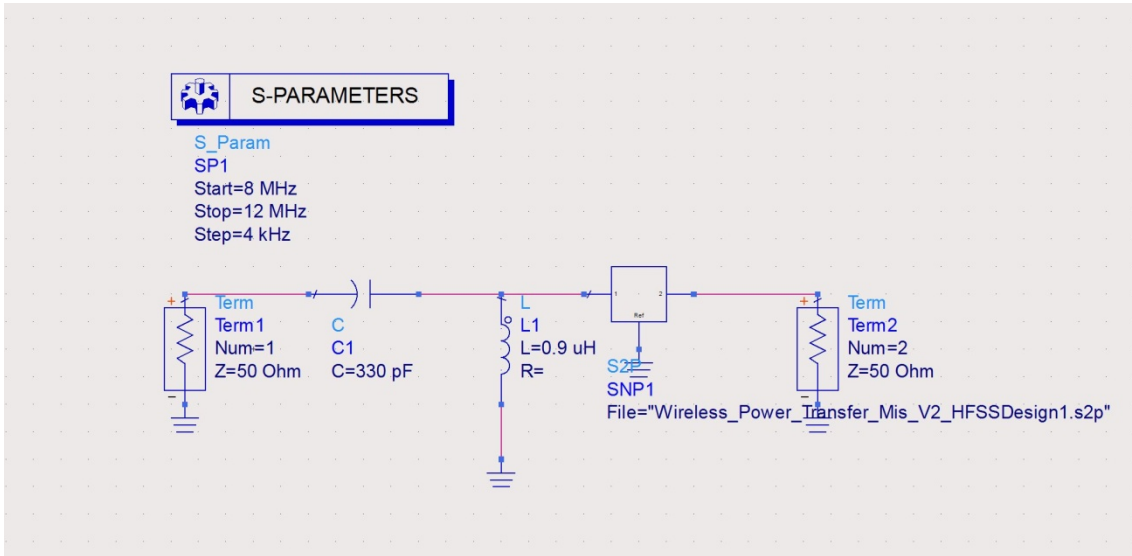 S-PARAMETERS
S_Param
SP1
Start=8 MHz
Stop=12 MHz
Step=4 kHz
+
Term
Term1
Num=1
Z=50 Ohm
-
C
C1
C=330 pF
L
L1
L=0.9 uH
R=
1
2
Ref
S2P
SNP1
File="Wireless_Power_Transfer_Mis_V2_HFSSDesign1.s2p"
+
Term
Term2
Num=2
Z=50 Ohm
-